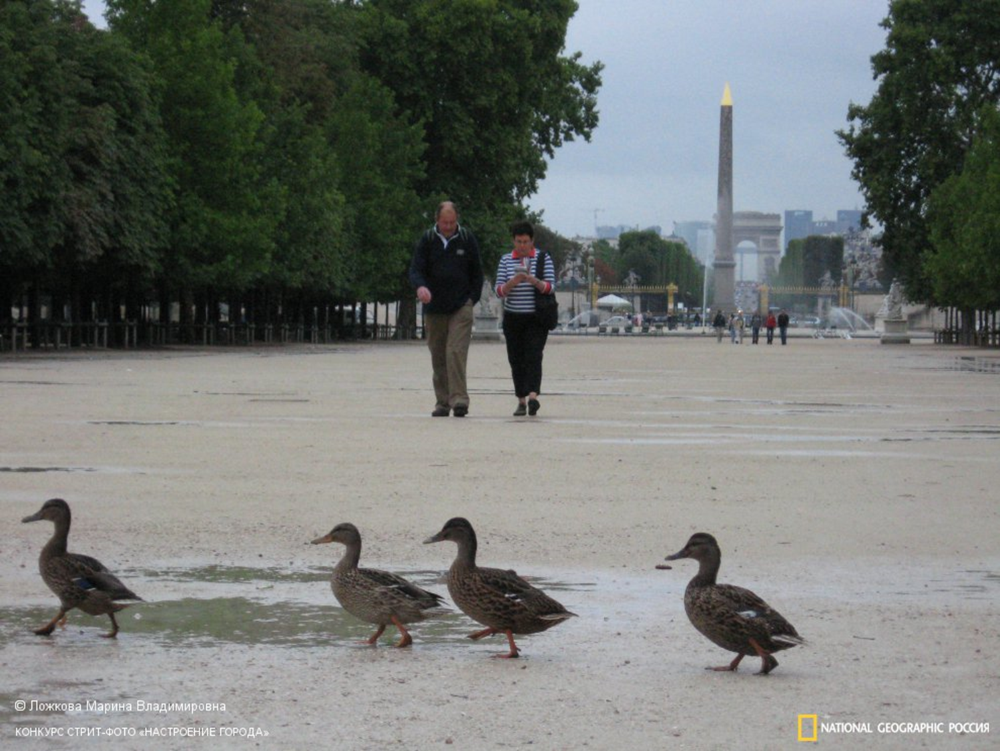 © Ложкова Марина Владимировна
КОНКУРС СТРИТ-ФОТО «НАСТРОЕНИЕ ГОРОДА»
NATIONAL GEOGRAPHIC РОССИЯ